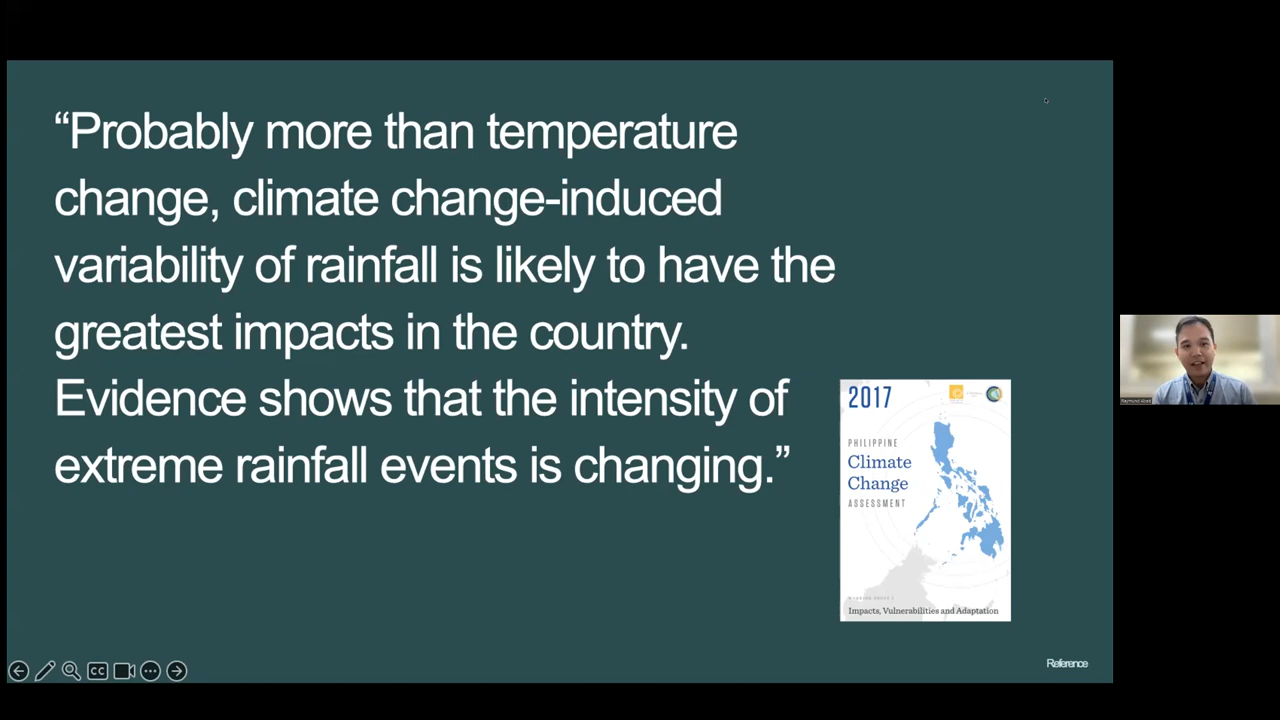 “Probably more than temperature
change, climate change-induced
variability of rainfall is likely to have the
greatest impacts in the country.
Evidence shows that the intensity of
extreme rainfall events is changing.”
2017
PHILIPPINE
Climate
Change
ASSESSMENT
Impacts, Vulnerabilities and Adaptation
Reference
CC